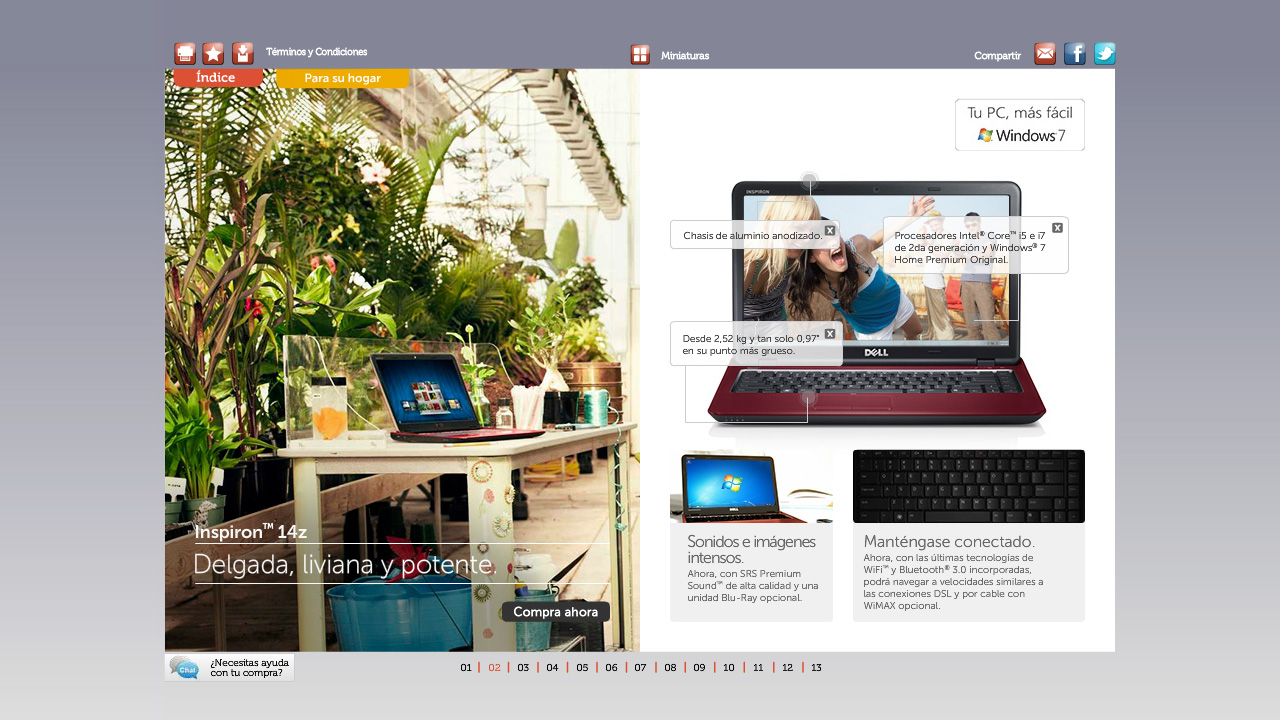 Términos y Condiciones
Miniaturas
Compartir
Índice
Para su hogar
Tu PC, más fácil
Windows 7
INSPIRON
Chasis de aluminio anodizado. X
Procesadores Intel® Core™ i5 e i7 X
de 2da generación y Windows® 7
Home Premium Original.
Desde 2,52 kg y tan solo 0,97" X
en su punto más grueso.
DELL
Inspiron™ 14z
Delgada, liviana y potente.
Compra ahora
Sonidos e imágenes
intensos.
Ahora, con SRS Premium
Sound™ de alta calidad y una
unidad Blu-Ray opcional.
Manténgase conectado.
Ahora, con las últimas tecnologías de
WiFi™ y Bluetooth® 3.0 incorporadas,
podrá navegar a velocidades similares a
las conexiones DSL y por cable con
WiMAX opcional.
Chat
¿Necesitas ayuda
con tu compra?
01 | 02 | 03 | 04 | 05 | 06 | 07 | 08 | 09 | 10 | 11 | 12 | 13